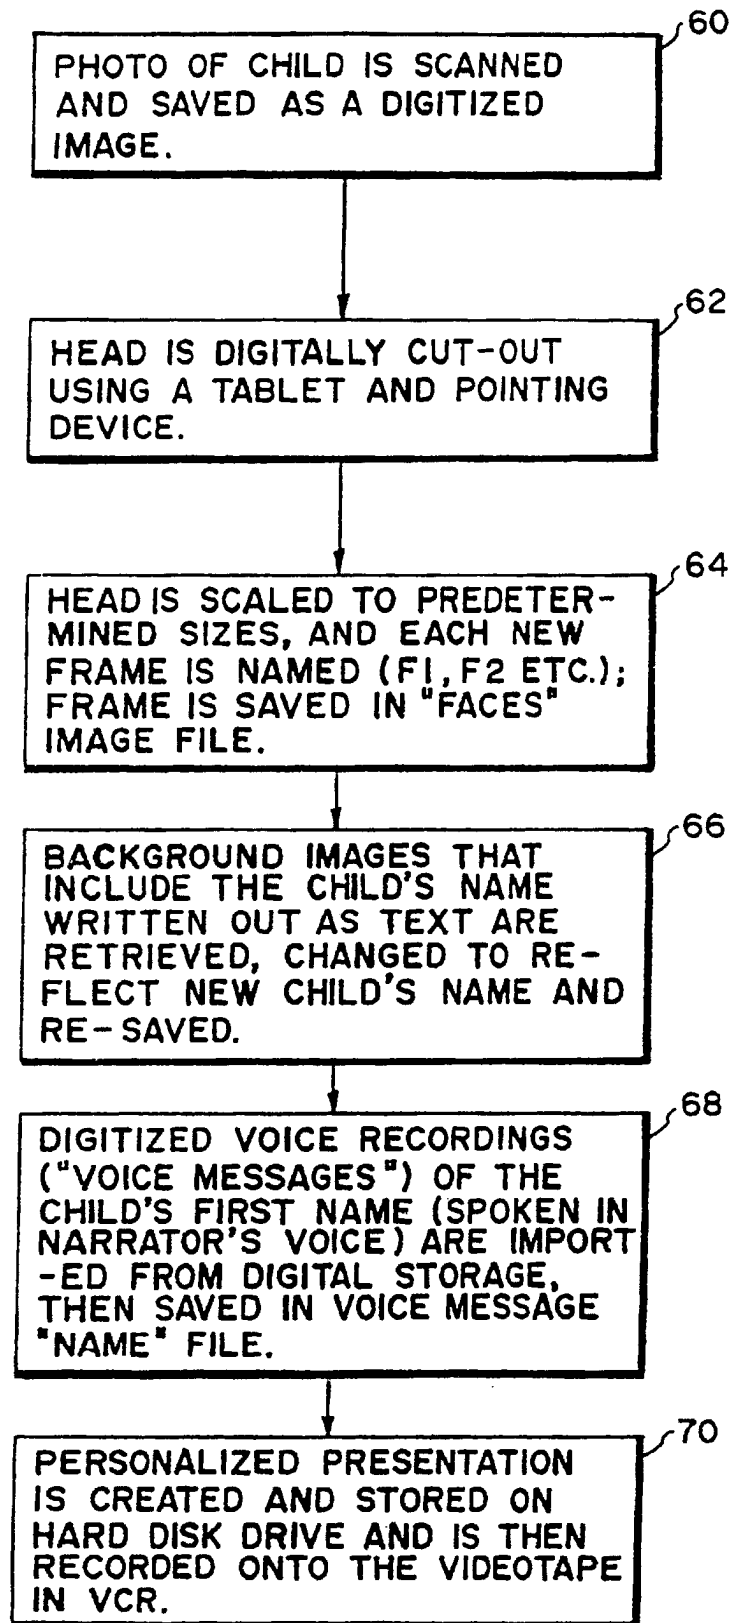 60
PHOTO OF CHILD IS SCANNED
AND SAVED AS A DIGITIZED
IMAGE.
62
HEAD IS DIGITALLY CUT-OUT
USING A TABLET AND POINTING
DEVICE.
64
HEAD IS SCALED TO PREDETER-
MINED SIZES, AND EACH NEW
FRAME IS NAMED (F1, F2 ETC.);
FRAME IS SAVED IN "FACES"
IMAGE FILE.
66
BACKGROUND IMAGES THAT
INCLUDE THE CHILD'S NAME
WRITTEN OUT AS TEXT ARE
RETRIEVED, CHANGED TO RE-
FLECT NEW CHILD'S NAME AND
RE-SAVED.
68
DIGITIZED VOICE RECORDINGS
("VOICE MESSAGES") OF THE
CHILD'S FIRST NAME (SPOKEN IN
NARRATOR'S VOICE) ARE IMPORT
-ED FROM DIGITAL STORAGE,
THEN SAVED IN VOICE MESSAGE
"NAME" FILE.
70
PERSONALIZED PRESENTATION
IS CREATED AND STORED ON
HARD DISK DRIVE AND IS THEN
RECORDED ONTO THE VIDEOTAPE
IN VCR.